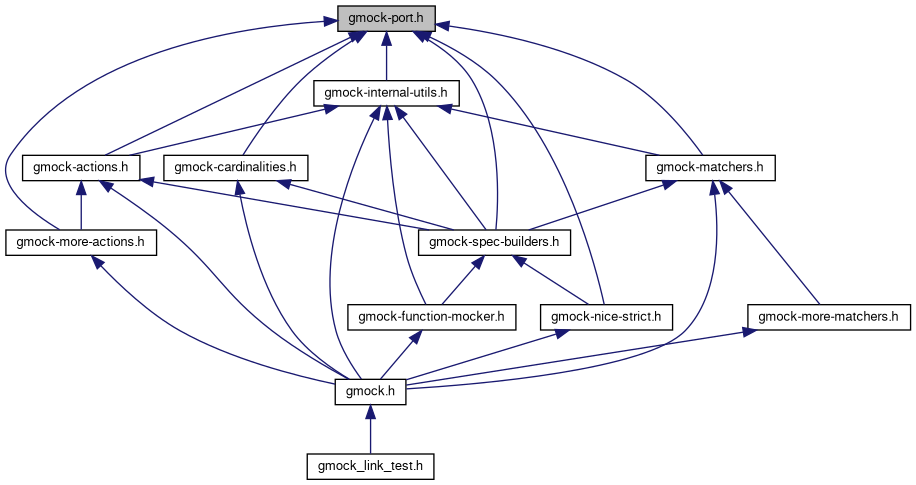 gmock-port.h
gmock-internal-utils.h
gmock-actions.h
gmock-cardinalities.h
gmock-matchers.h
gmock-more-actions.h
gmock-spec-builders.h
gmock-function-mocker.h
gmock-nice-strict.h
gmock-more-matchers.h
gmock.h
gmock_link_test.h